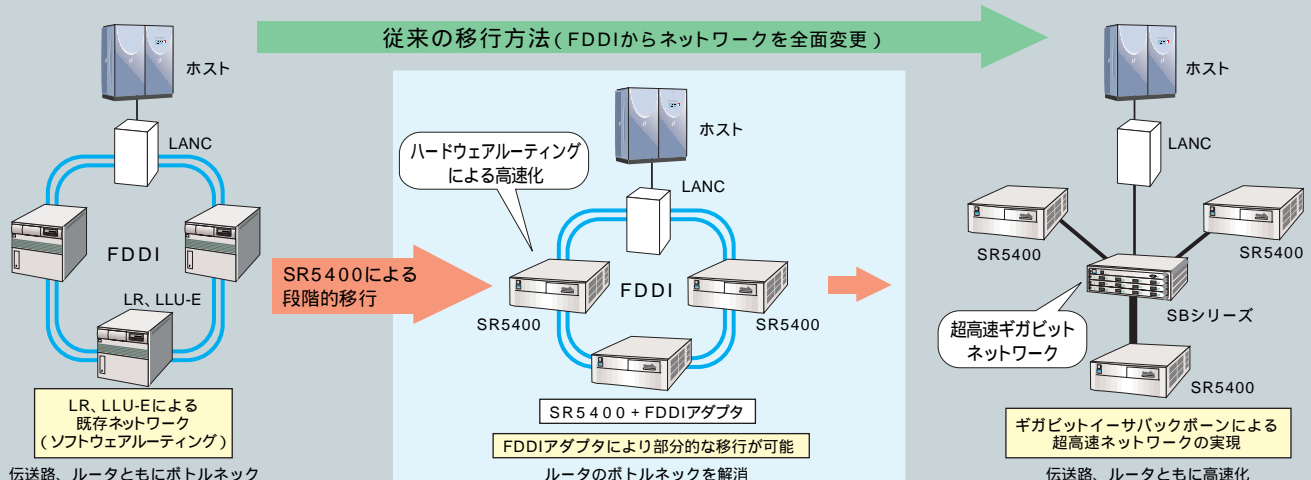 従来の移行方法（FDDIからネットワークを全面変更）
ホスト
LANC
FDDI
LR、LLU-E
LR、LLU-Eによる
既存ネットワーク
（ソフトウェアルーティング）
伝送路、ルータともにボトルネック
SR5400による
段階的移行
ハードウェアルーティング
による高速化
ホスト
LANC
FDDI
SR5400
SR5400
SR5400+FDDIアダプタ
FDDIアダプタにより部分的な移行が可能
ルータのボトルネックを解消
ホスト
LANC
SR5400
SR5400
SBシリーズ
超高速ギガビット
ネットワーク
SR5400
ギガビットイーサバックボーンによる
超高速ネットワークの実現
伝送路、ルータともに高速化